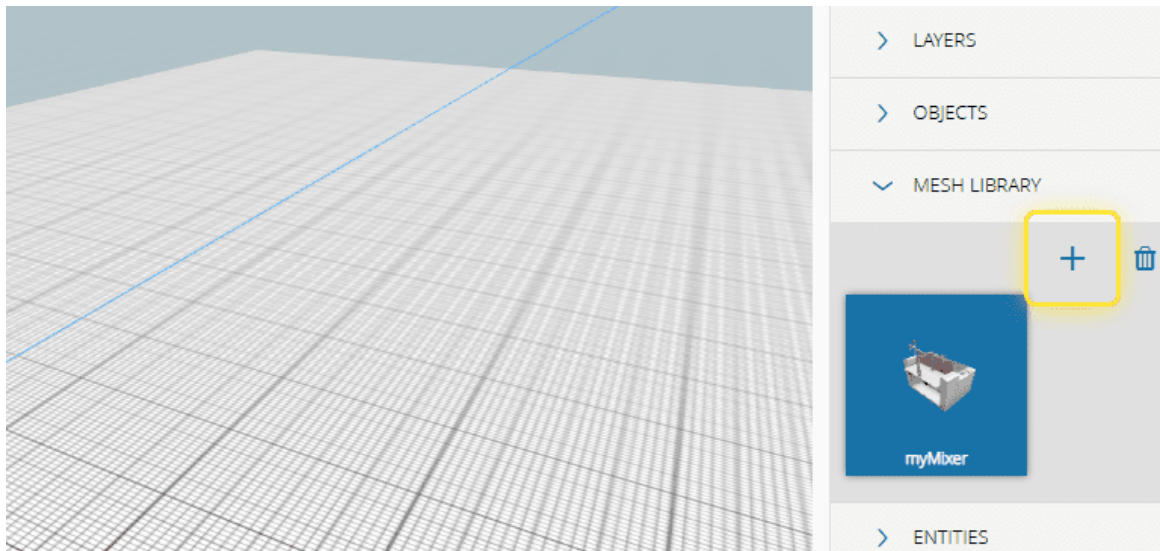 LAYERS
OBJECTS
MESH LIBRARY
myMixer
ENTITIES